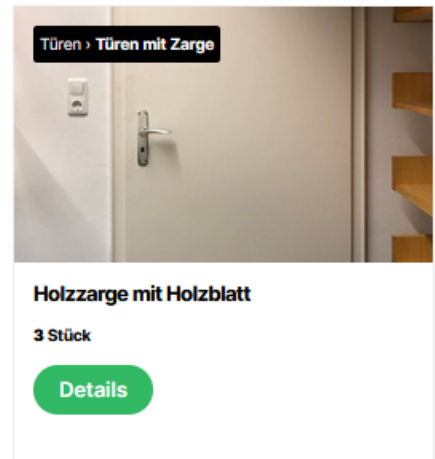 Türen › Türen mit Zarge
Holzzarge mit Holzblatt
3 Stück
Details